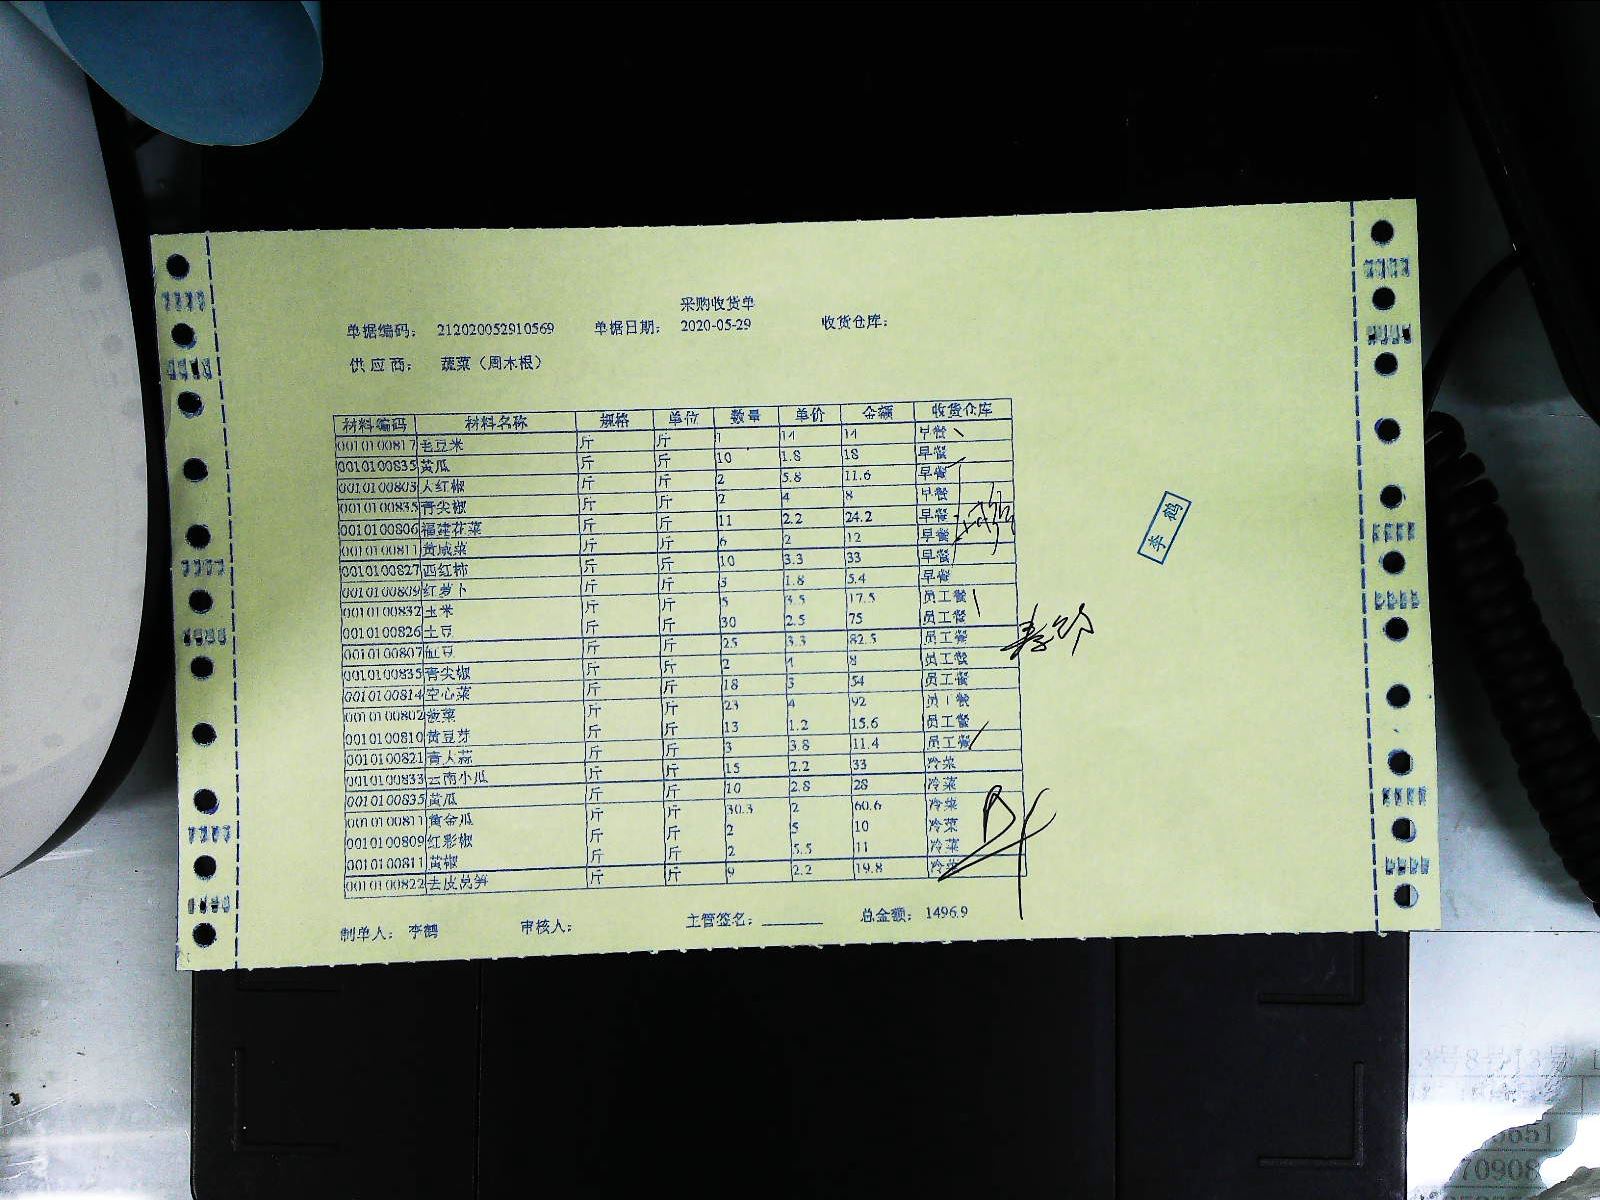 采购收货单
单据编码： 212020052910569 单据日期： 2020-05-29 收货仓库：
供应商： 蔬菜（周木根）
材料编码 材料名称 规格 单位 数量 单价 金额 收货仓库
0010100817 毛豆米 斤 斤 1 14 14 早餐
0010100835 黄瓜 斤 斤 10 1.8 18 早餐
0010100805 大红椒 斤 斤 2 5.8 11.6 早餐
0010100835 青尖椒 斤 斤 2 4 8 早餐
0010100806 福建花菜 斤 斤 11 2.2 24.2 早餐
0010100811 黄咸菜 斤 斤 6 2 12 早餐
0010100827 西红柿 斤 斤 10 3.3 33 早餐
0010100809 红萝卜 斤 斤 3 1.8 5.4 早餐
0010100832 玉米 斤 斤 5 3.5 17.5 员工餐
0010100826 土豆 斤 斤 30 2.5 75 员工餐
0010100807 豇豆 斤 斤 25 3.3 82.5 员工餐
0010100835 青尖椒 斤 斤 2 4 8 员工餐
0010100814 空心菜 斤 斤 18 3 54 员工餐
0010100802 菠菜 斤 斤 23 4 92 员工餐
0010100810 黄豆芽 斤 斤 13 1.2 15.6 员工餐
0010100821 青大蒜 斤 斤 3 3.8 11.4 员工餐
0010100833 云南小瓜 斤 斤 15 2.2 33 冷菜
0010100835 黄瓜 斤 斤 10 2.8 28 冷菜
0010100811 黄金瓜 斤 斤 30.3 2 60.6 冷菜
0010100809 红彩椒 斤 斤 2 5 10 冷菜
0010100811 黄椒 斤 斤 2 5.5 11 冷菜
0010100822 去皮莴笋 斤 斤 9 2.2 19.8 冷菜
制单人： 李鹤 审核人： 主管签名： 总金额： 1496.9
李鹤
70908